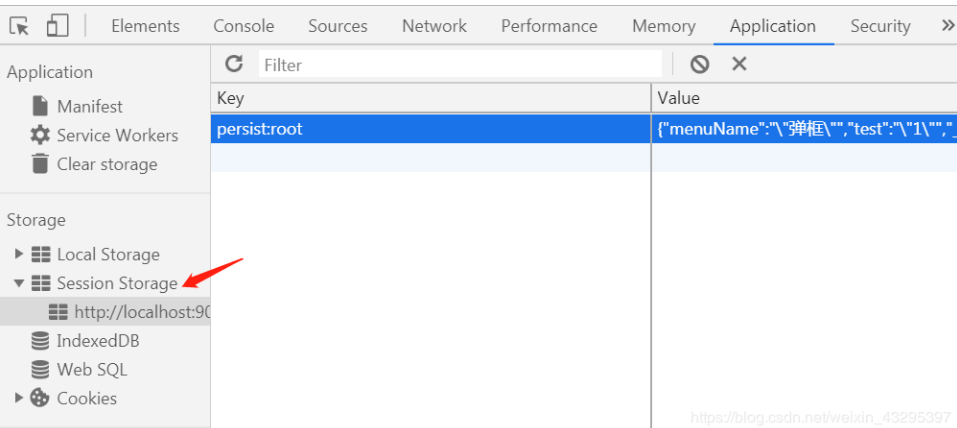 Elements Console Sources Network Performance Memory Application Security »
Application
Filter
Manifest
Service Workers
Clear storage
Key Value
persist:root {"menuName":"\"弹框\"","test":"\"1\"","_
Storage
Local Storage
Session Storage
http://localhost:90
IndexedDB
Web SQL
Cookies
https://blog.csdn.net/weixin_43295397